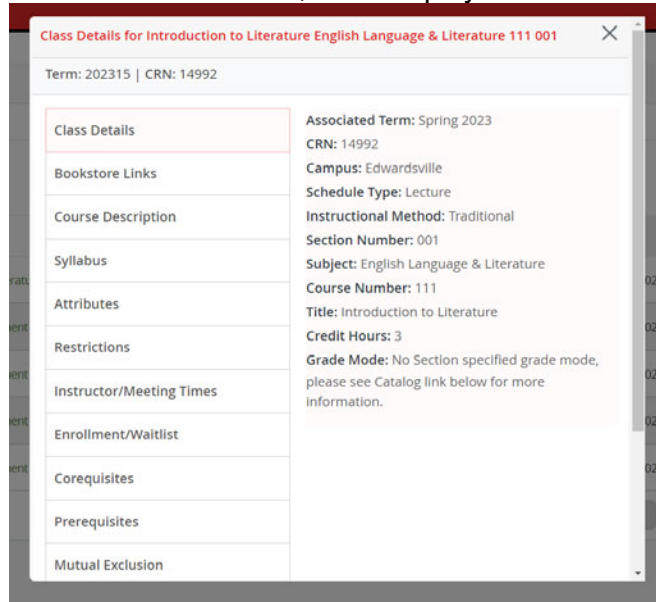 Class Details for Introduction to Literature English Language & Literature 111 001
Term: 202315 | CRN: 14992
Class Details
Bookstore Links
Course Description
Syllabus
Attributes
Restrictions
Instructor/Meeting Times
Enrollment/Waitlist
Corequisites
Prerequisites
Mutual Exclusion
Associated Term: Spring 2023
CRN: 14992
Campus: Edwardsville
Schedule Type: Lecture
Instructional Method: Traditional
Section Number: 001
Subject: English Language & Literature
Course Number: 111
Title: Introduction to Literature
Credit Hours: 3
Grade Mode: No Section specified grade mode,
please see Catalog link below for more
information.